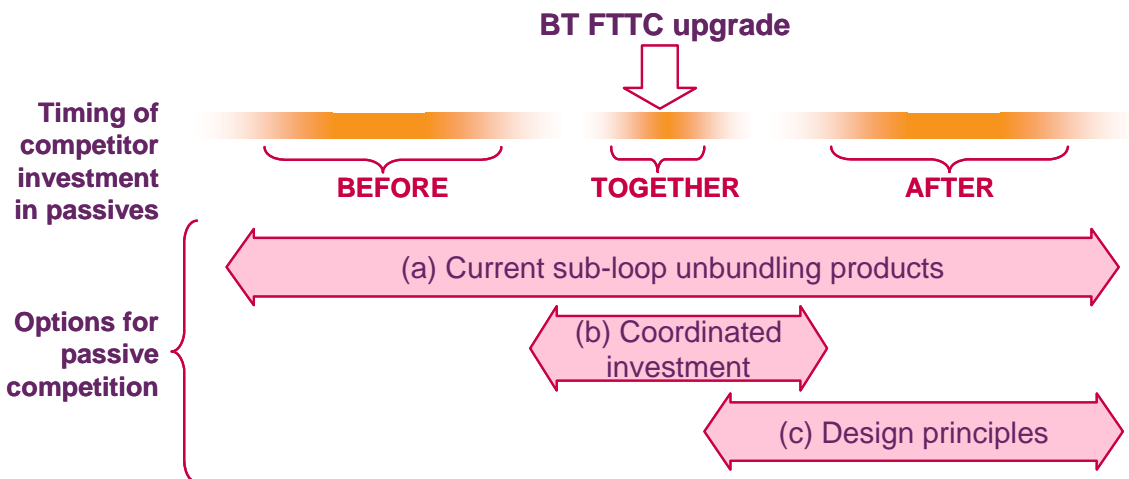 BT FTTC upgrade
Timing of
competitor
investment
in passives
BEFORE
TOGETHER
AFTER
(a) Current sub-loop unbundling products
Options for
passive
competition
(b) Coordinated
investment
(c) Design principles